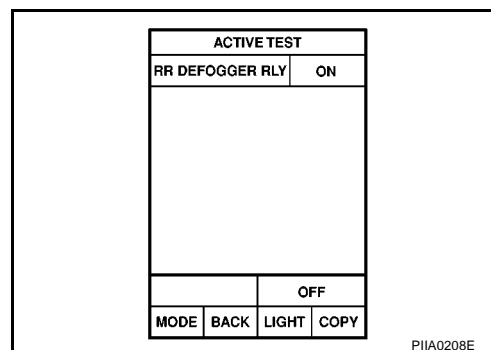 ACTIVE TEST
RR DEFOGGER RLY ON
OFF
MODE BACK LIGHT COPY
PIIA0208E